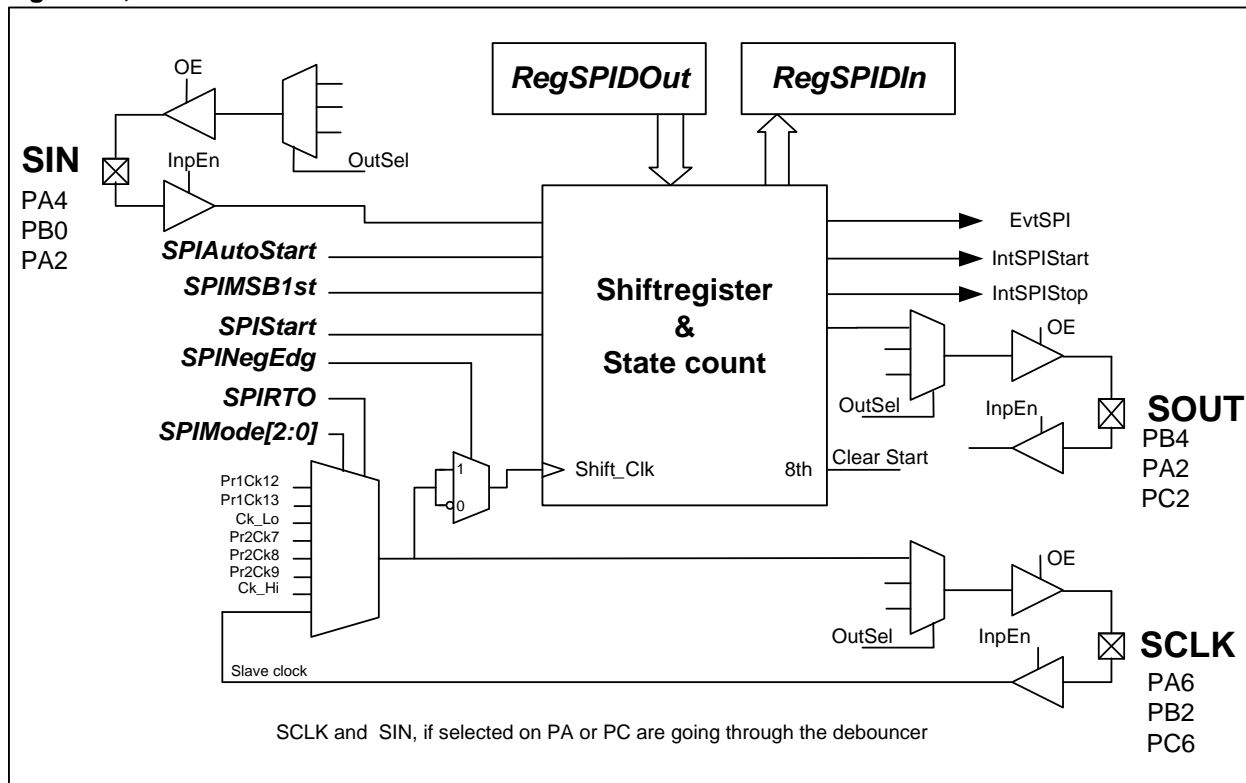 RegSPIDOut
RegSPIDIn
OE
OutSel
SIN
InpEn
PA4
PB0
PA2
SPIAutoStart
SPIMSB1st
SPIStart
SPINegEdg
SPIRTO
SPIMode[2:0]
Shiftregister
&
State count
EvtSPI
IntSPIStart
IntSPIStop
OE
OutSel
InpEn
SOUT
PB4
PA2
PC2
Clear Start
8th
Shift_Clk
1
0
Pr1Ck12
Pr1Ck13
Ck_Lo
Pr2Ck7
Pr2Ck8
Pr2Ck9
Ck_Hi
OE
OutSel
InpEn
SCLK
PA6
PB2
PC6
Slave clock
SCLK and SIN, if selected on PA or PC are going through the debouncer